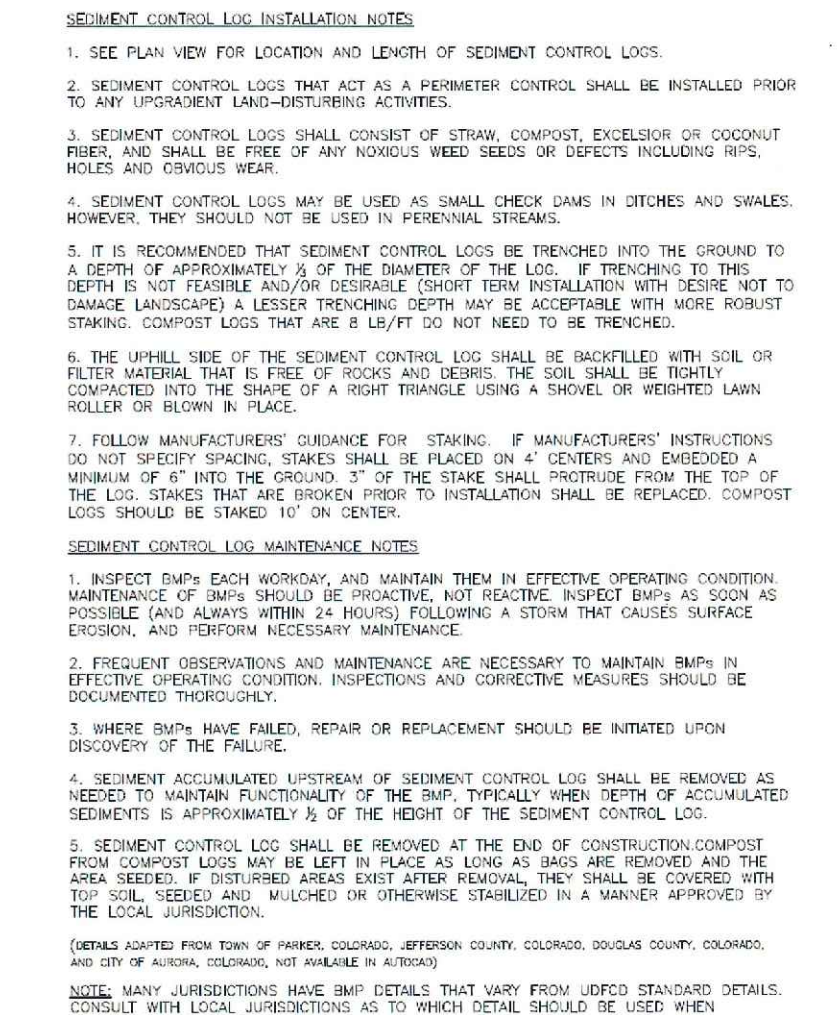 SEDIMENT CONTROL LOG INSTALLATION NOTES
1. SEE PLAN VIEW FOR LOCATION AND LENGTH OF SEDIMENT CONTROL LOGS.
2. SEDIMENT CONTROL LOGS THAT ACT AS A PERIMETER CONTROL SHALL BE INSTALLED PRIOR
TO ANY UPGRADIENT LAND-DISTURBING ACTIVITIES.
3. SEDIMENT CONTROL LOGS SHALL CONSIST OF STRAW, COMPOST, EXCELSIOR OR COCONUT
FIBER, AND SHALL BE FREE OF ANY NOXIOUS WEED SEEDS OR DEFECTS INCLUDING RIPS,
HOLES AND OBVIOUS WEAR.
4. SEDIMENT CONTROL LOGS MAY BE USED AS SMALL CHECK DAMS IN DITCHES AND SWALES.
HOWEVER, THEY SHOULD NOT BE USED IN PERENNIAL STREAMS.
5. IT IS RECOMMENDED THAT SEDIMENT CONTROL LOGS BE TRENCHED INTO THE GROUND TO
A DEPTH OF APPROXIMATELY ⅓ OF THE DIAMETER OF THE LOG. IF TRENCHING TO THIS
DEPTH IS NOT FEASIBLE AND/OR DESIRABLE (SHORT TERM INSTALLATION WITH DESIRE NOT TO
DAMAGE LANDSCAPE) A LESSER TRENCHING DEPTH MAY BE ACCEPTABLE WITH MORE ROBUST
STAKING. COMPOST LOGS THAT ARE 8 LB/FT DO NOT NEED TO BE TRENCHED.
6. THE UPHILL SIDE OF THE SEDIMENT CONTROL LOG SHALL BE BACKFILLED WITH SOIL OR
FILTER MATERIAL THAT IS FREE OF ROCKS AND DEBRIS. THE SOIL SHALL BE TIGHTLY
COMPACTED INTO THE SHAPE OF A RIGHT TRIANGLE USING A SHOVEL OR WEIGHTED LAWN
ROLLER OR BLOWN IN PLACE.
7. FOLLOW MANUFACTURERS' GUIDANCE FOR STAKING. IF MANUFACTURERS' INSTRUCTIONS
DO NOT SPECIFY SPACING, STAKES SHALL BE PLACED ON 4' CENTERS AND EMBEDDED A
MINIMUM OF 6" INTO THE GROUND. 3" OF THE STAKE SHALL PROTRUDE FROM THE TOP OF
THE LOG. STAKES THAT ARE BROKEN PRIOR TO INSTALLATION SHALL BE REPLACED. COMPOST
LOGS SHOULD BE STAKED 10' ON CENTER.
SEDIMENT CONTROL LOG MAINTENANCE NOTES
1. INSPECT BMPs EACH WORKDAY, AND MAINTAIN THEM IN EFFECTIVE OPERATING CONDITION.
MAINTENANCE OF BMPs SHOULD BE PROACTIVE, NOT REACTIVE. INSPECT BMPs AS SOON AS
POSSIBLE (AND ALWAYS WITHIN 24 HOURS) FOLLOWING A STORM THAT CAUSES SURFACE
EROSION, AND PERFORM NECESSARY MAINTENANCE.
2. FREQUENT OBSERVATIONS AND MAINTENANCE ARE NECESSARY TO MAINTAIN BMPs IN
EFFECTIVE OPERATING CONDITION. INSPECTIONS AND CORRECTIVE MEASURES SHOULD BE
DOCUMENTED THOROUGHLY.
3. WHERE BMPs HAVE FAILED, REPAIR OR REPLACEMENT SHOULD BE INITIATED UPON
DISCOVERY OF THE FAILURE.
4. SEDIMENT ACCUMULATED UPSTREAM OF SEDIMENT CONTROL LOG SHALL BE REMOVED AS
NEEDED TO MAINTAIN FUNCTIONALITY OF THE BMP, TYPICALLY WHEN DEPTH OF ACCUMULATED
SEDIMENTS IS APPROXIMATELY ½ OF THE HEIGHT OF THE SEDIMENT CONTROL LOG.
5. SEDIMENT CONTROL LOG SHALL BE REMOVED AT THE END OF CONSTRUCTION.COMPOST
FROM COMPOST LOGS MAY BE LEFT IN PLACE AS LONG AS BAGS ARE REMOVED AND THE
AREA SEEDED. IF DISTURBED AREAS EXIST AFTER REMOVAL, THEY SHALL BE COVERED WITH
TOP SOIL, SEEDED AND MULCHED OR OTHERWISE STABILIZED IN A MANNER APPROVED BY
THE LOCAL JURISDICTION.
(DETAILS ADAPTED FROM TOWN OF PARKER, COLORADO, JEFFERSON COUNTY, COLORADO, DOUGLAS COUNTY, COLORADO,
AND CITY OF AURORA, COLORADO, NOT AVAILABLE IN AUTOCAD)
NOTE: MANY JURISDICTIONS HAVE BMP DETAILS THAT VARY FROM UDFCD STANDARD DETAILS.
CONSULT WITH LOCAL JURISDICTIONS AS TO WHICH DETAIL SHOULD BE USED WHEN